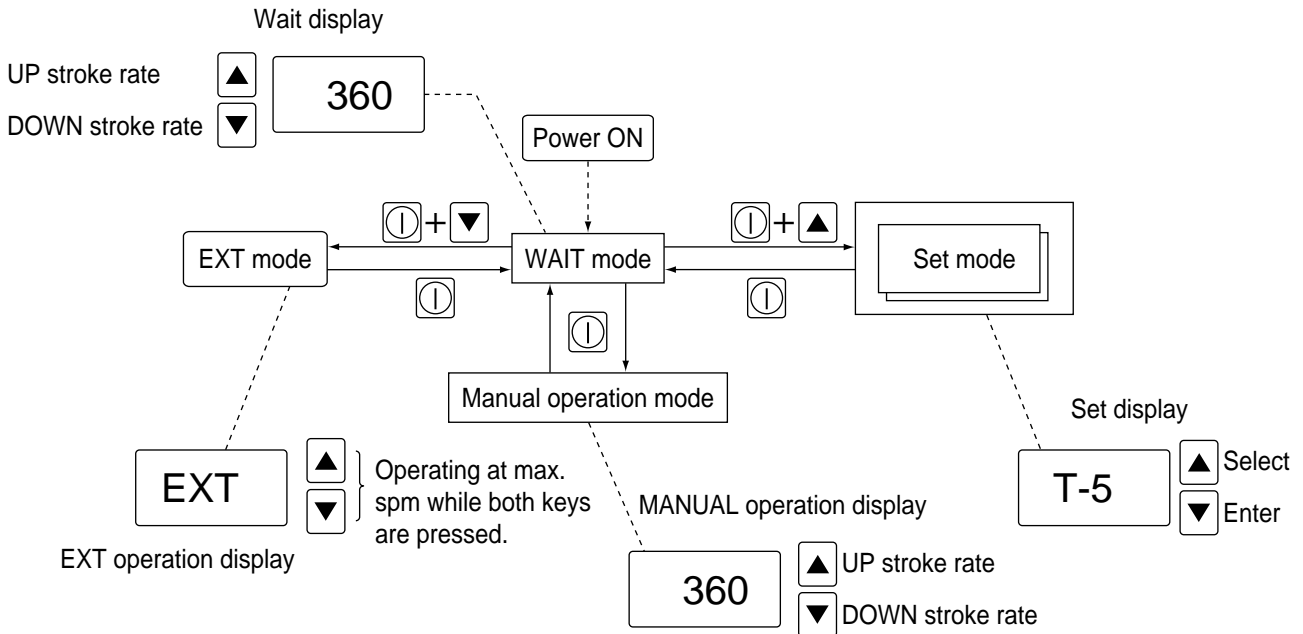 Wait display
UP stroke rate ▲
DOWN stroke rate ▼
360
Power ON
+ ▼
+ ▲
EXT mode
WAIT mode
Set mode
Manual operation mode
Set display
EXT
▲
▼
Operating at max.
spm while both keys
are pressed.
EXT operation display
MANUAL operation display
360
▲ UP stroke rate
▼ DOWN stroke rate
T-5
▲ Select
▼ Enter